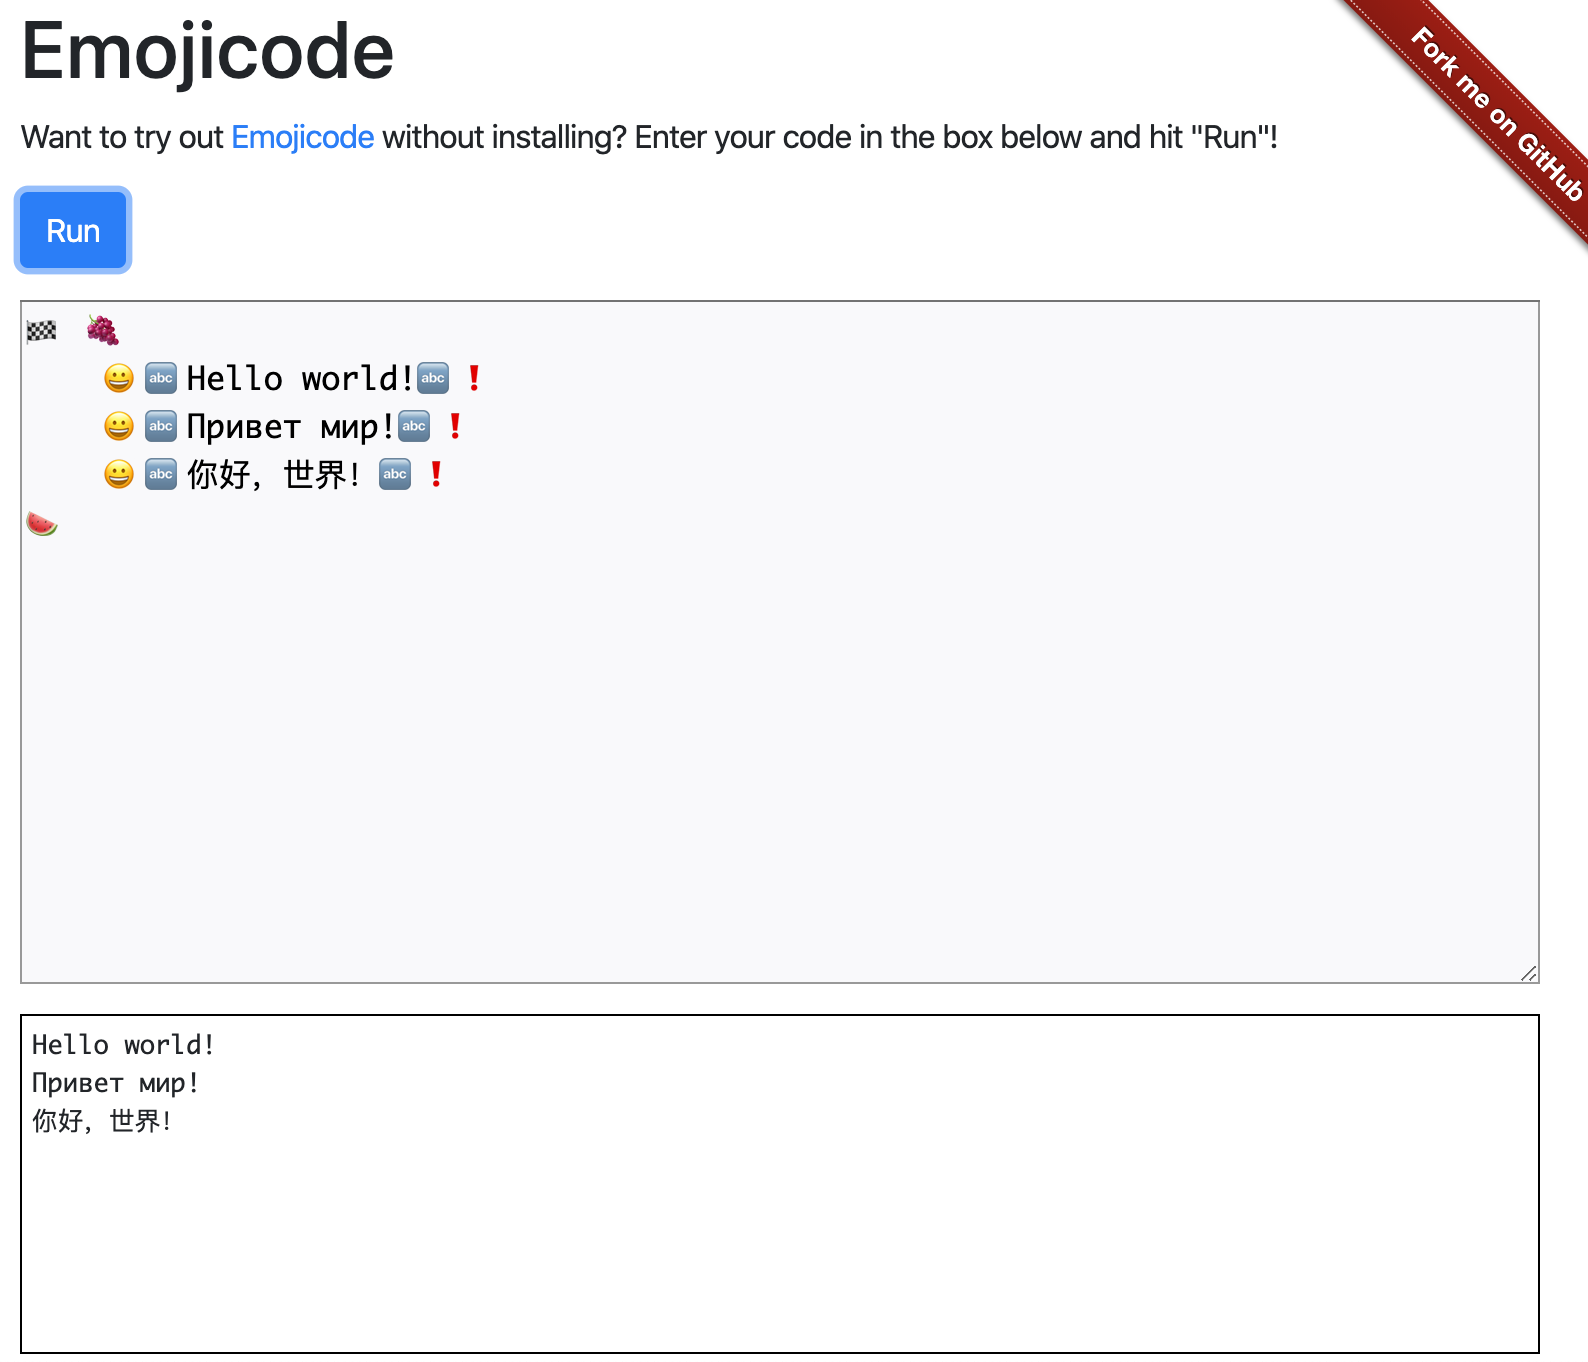 Emojicode
Fork me on GitHub
Want to try out Emojicode without installing? Enter your code in the box below and hit "Run"!
Run
🏁 🍇
😀 🔤Hello world!🔤❗
😀 🔤Привет мир!🔤❗
😀 🔤你好，世界！🔤❗
🍉
Hello world!
Привет мир!
你好，世界！